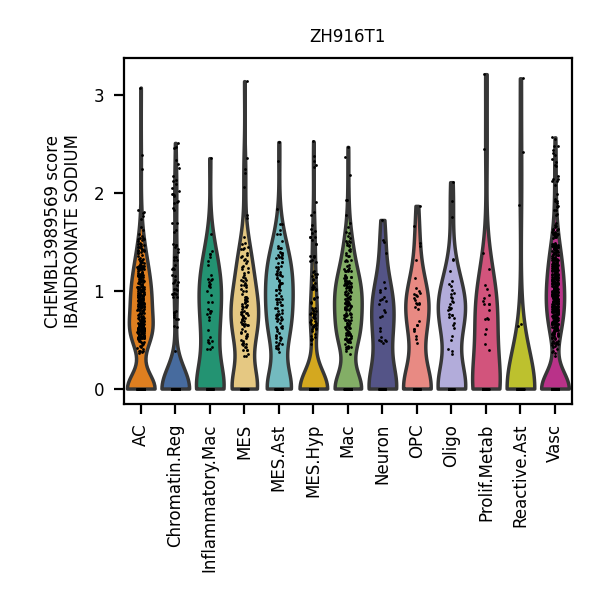 ZH916T1
CHEMBL3989569 score
IBANDRONATE SODIUM
3
2
1
0
AC
Chromatin.Reg
Inflammatory.Mac
MES
MES.Ast
MES.Hyp
Mac
Neuron
OPC
Oligo
Prolif.Metab
Reactive.Ast
Vasc